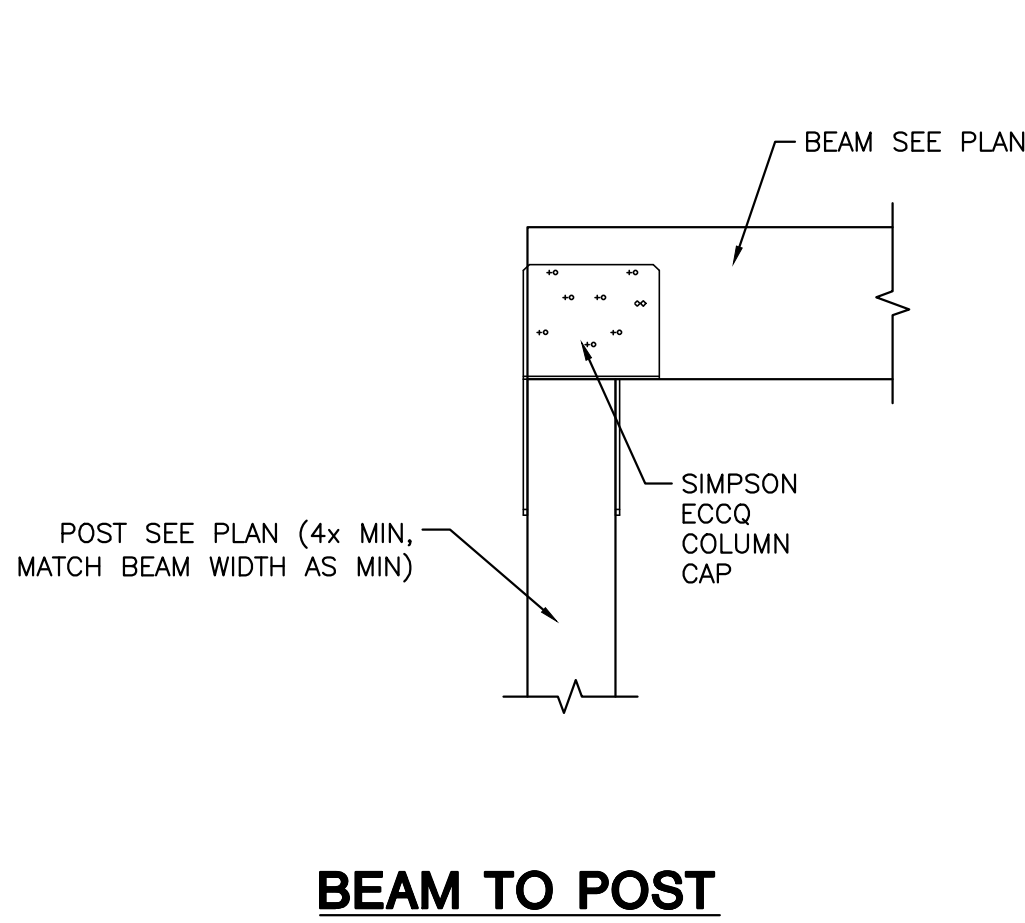 BEAM SEE PLAN
SIMPSON
ECCQ
COLUMN
CAP
POST SEE PLAN (4x MIN,
MATCH BEAM WIDTH AS MIN)
BEAM TO POST